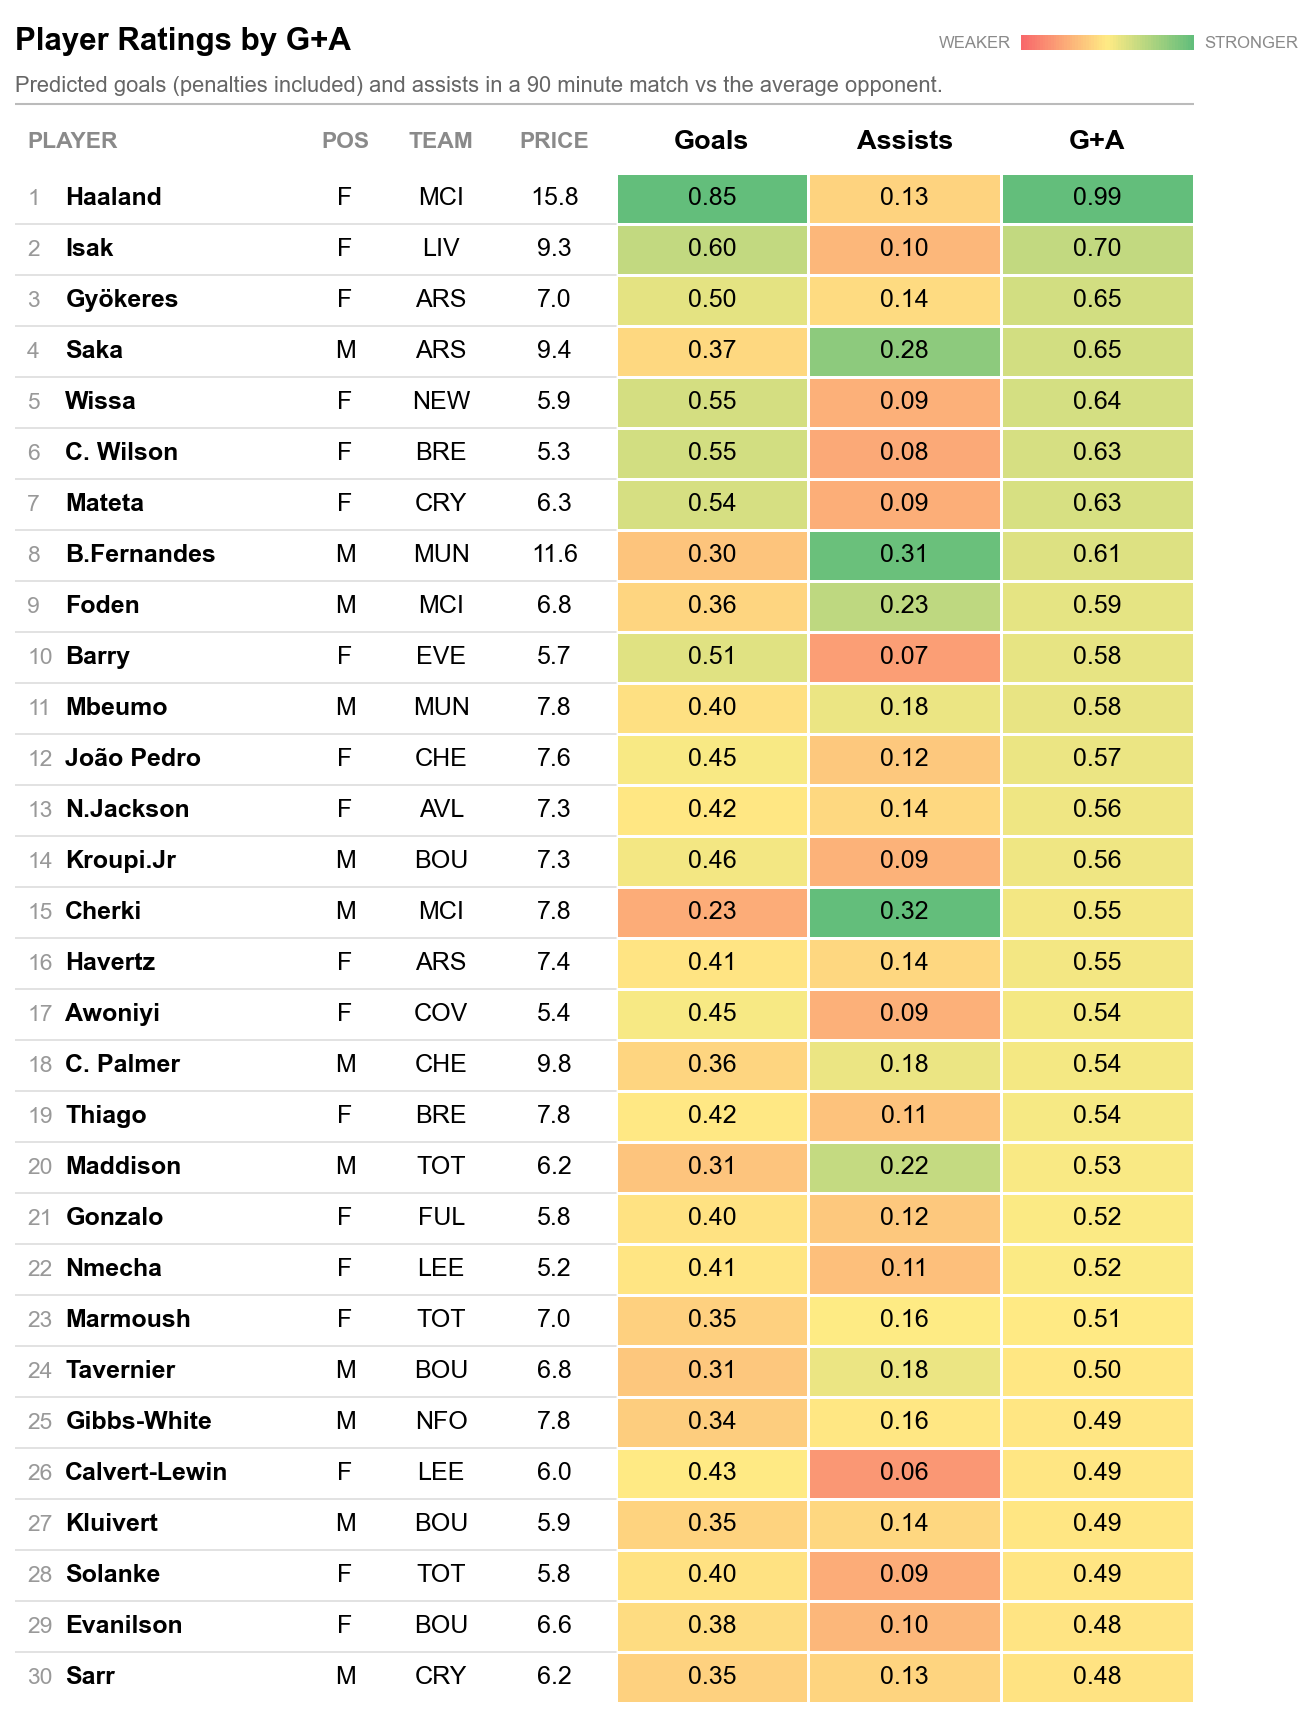 Player Ratings by G+A
WEAKER STRONGER
Predicted goals (penalties included) and assists in a 90 minute match vs the average opponent.
PLAYER POS TEAM PRICE Goals Assists G+A
1 Haaland F MCI 15.8 0.85 0.13 0.99
2 Isak F LIV 9.3 0.60 0.10 0.70
3 Gyökeres F ARS 7.0 0.50 0.14 0.65
4 Saka M ARS 9.4 0.37 0.28 0.65
5 Wissa F NEW 5.9 0.55 0.09 0.64
6 C. Wilson F BRE 5.3 0.55 0.08 0.63
7 Mateta F CRY 6.3 0.54 0.09 0.63
8 B.Fernandes M MUN 11.6 0.30 0.31 0.61
9 Foden M MCI 6.8 0.36 0.23 0.59
10 Barry F EVE 5.7 0.51 0.07 0.58
11 Mbeumo M MUN 7.8 0.40 0.18 0.58
12 João Pedro F CHE 7.6 0.45 0.12 0.57
13 N.Jackson F AVL 7.3 0.42 0.14 0.56
14 Kroupi.Jr M BOU 7.3 0.46 0.09 0.56
15 Cherki M MCI 7.8 0.23 0.32 0.55
16 Havertz F ARS 7.4 0.41 0.14 0.55
17 Awoniyi F COV 5.4 0.45 0.09 0.54
18 C. Palmer M CHE 9.8 0.36 0.18 0.54
19 Thiago F BRE 7.8 0.42 0.11 0.54
20 Maddison M TOT 6.2 0.31 0.22 0.53
21 Gonzalo F FUL 5.8 0.40 0.12 0.52
22 Nmecha F LEE 5.2 0.41 0.11 0.52
23 Marmoush F TOT 7.0 0.35 0.16 0.51
24 Tavernier M BOU 6.8 0.31 0.18 0.50
25 Gibbs-White M NFO 7.8 0.34 0.16 0.49
26 Calvert-Lewin F LEE 6.0 0.43 0.06 0.49
27 Kluivert M BOU 5.9 0.35 0.14 0.49
28 Solanke F TOT 5.8 0.40 0.09 0.49
29 Evanilson F BOU 6.6 0.38 0.10 0.48
30 Sarr M CRY 6.2 0.35 0.13 0.48